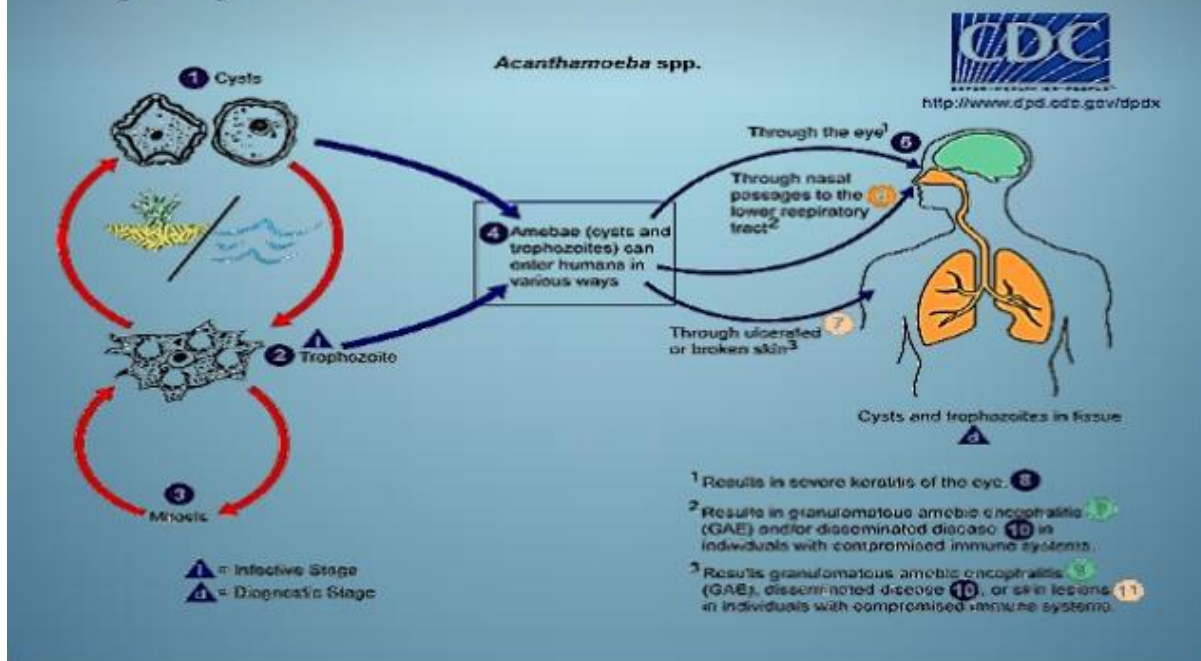 Acanthamoeba spp.
CDC
http://www.dpd.cdc.gov/dpdx
1 Cysts
Through the eye1 5
Through nasal
passages to the 6
lower respiratory
tract2
4 Amebae (cysts and
trophozoites) can
enter humans in
various ways
i
2 Trophozoite
Through ulcerated 7
or broken skin3
3
Mitosis
Cysts and trophozoites in tissue
d
i = Infective Stage
d = Diagnostic Stage
1 Results in severe keratitis of the eye. 8
2 Results in granulomatous amebic encephalitis 9
(GAE) and/or disseminated disease 10 in
individuals with compromised immune systems.
3 Results granulomatous amebic encephalitis 9
(GAE), disseminated disease 10, or skin lesions 11
in individuals with compromised immune systems.